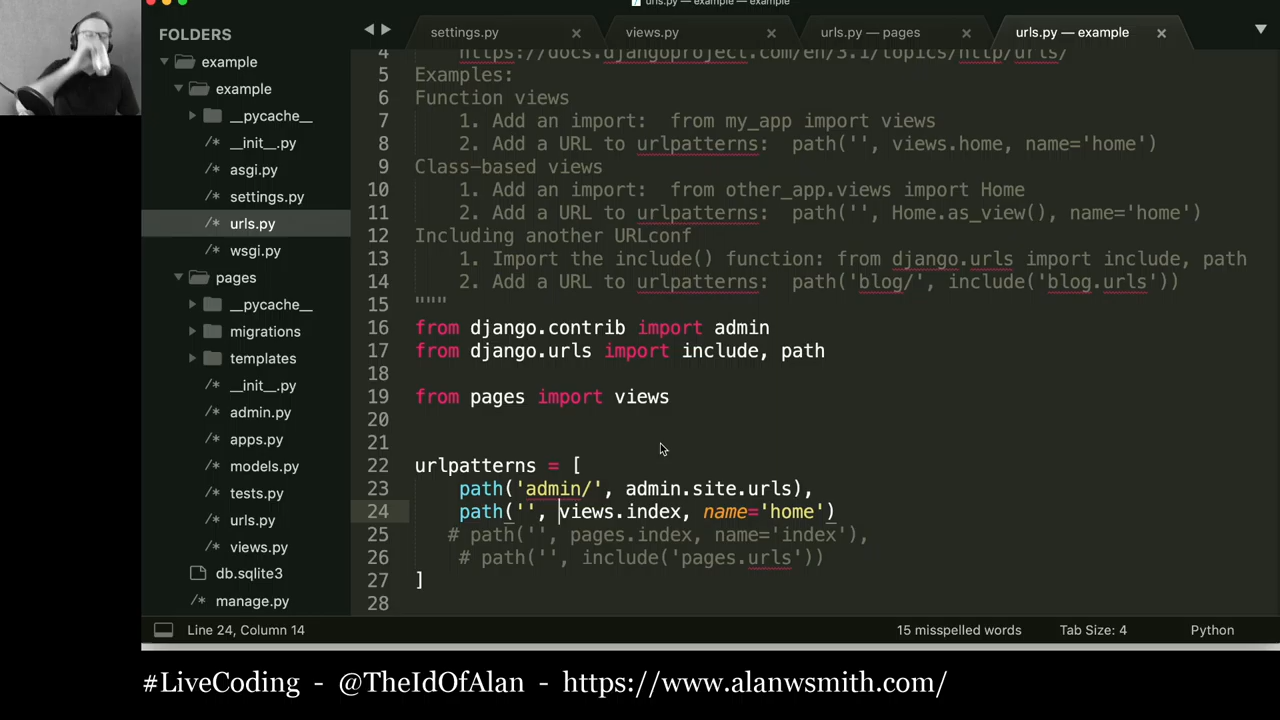 urls.py — example — example
FOLDERS
example
example
__pycache__
__init__.py
asgi.py
settings.py
urls.py
wsgi.py
pages
__pycache__
migrations
templates
__init__.py
admin.py
apps.py
models.py
tests.py
urls.py
views.py
db.sqlite3
manage.py
settings.py
views.py
urls.py — pages
urls.py — example
4 https://docs.djangoproject.com/en/3.1/topics/http/urls/
5 Examples:
6 Function views
7 1. Add an import:  from my_app import views
8 2. Add a URL to urlpatterns:  path('', views.home, name='home')
9 Class-based views
10 1. Add an import:  from other_app.views import Home
11 2. Add a URL to urlpatterns:  path('', Home.as_view(), name='home')
12 Including another URLconf
13 1. Import the include() function: from django.urls import include, path
14 2. Add a URL to urlpatterns:  path('blog/', include('blog.urls'))
15 """
16 from django.contrib import admin
17 from django.urls import include, path
18
19 from pages import views
20
21
22 urlpatterns = [
23 path('admin/', admin.site.urls),
24 path('', views.index, name='home')
25 # path('', pages.index, name='index'),
26 # path('', include('pages.urls'))
27 ]
28
Line 24, Column 14
15 misspelled words
Tab Size: 4
Python
#LiveCoding - @TheIdOfAlan - https://www.alanwsmith.com/